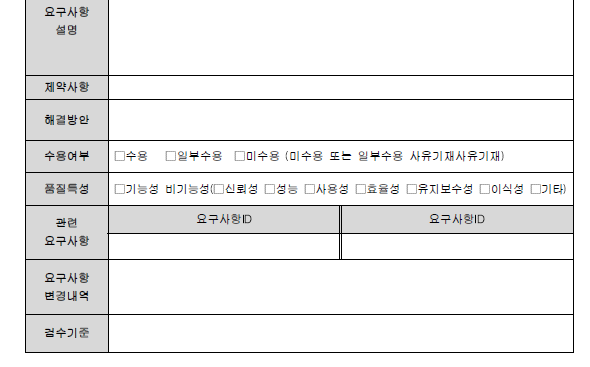 요구사항
설명
제약사항
해결방안
수용여부 □수용 □일부수용 □미수용 (미수용 또는 일부수용 사유기재사유기재)
품질특성 □기능성 비기능성(□신뢰성 □성능 □사용성 □효율성 □유지보수성 □이식성 □기타)
관련
요구사항
요구사항ID 요구사항ID
요구사항
변경내역
검수기준